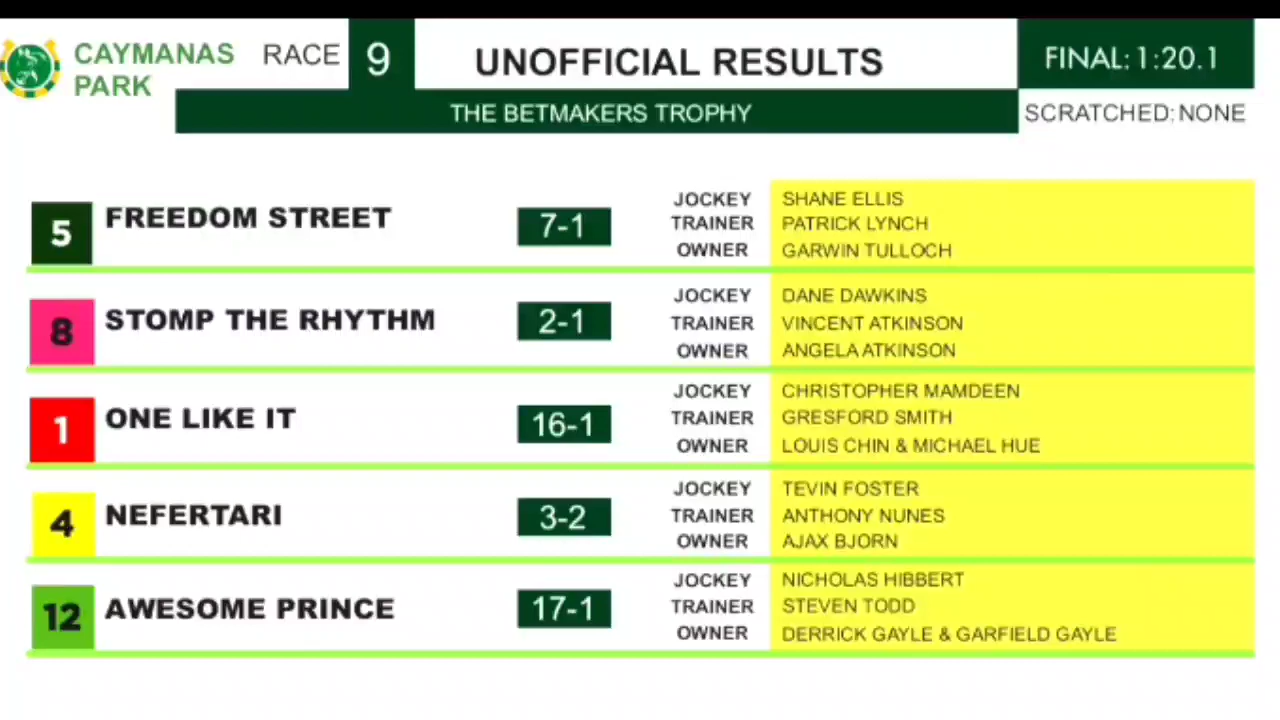 CAYMANAS PARK
RACE 9
UNOFFICIAL RESULTS
FINAL: 1:20.1
THE BETMAKERS TROPHY
SCRATCHED: NONE
5 FREEDOM STREET 7-1
JOCKEY SHANE ELLIS
TRAINER PATRICK LYNCH
OWNER GARWIN TULLOCH
8 STOMP THE RHYTHM 2-1
JOCKEY DANE DAWKINS
TRAINER VINCENT ATKINSON
OWNER ANGELA ATKINSON
1 ONE LIKE IT 16-1
JOCKEY CHRISTOPHER MAMDEEN
TRAINER GRESFORD SMITH
OWNER LOUIS CHIN & MICHAEL HUE
4 NEFERTARI 3-2
JOCKEY TEVIN FOSTER
TRAINER ANTHONY NUNES
OWNER AJAX BJORN
12 AWESOME PRINCE 17-1
JOCKEY NICHOLAS HIBBERT
TRAINER STEVEN TODD
OWNER DERRICK GAYLE & GARFIELD GAYLE